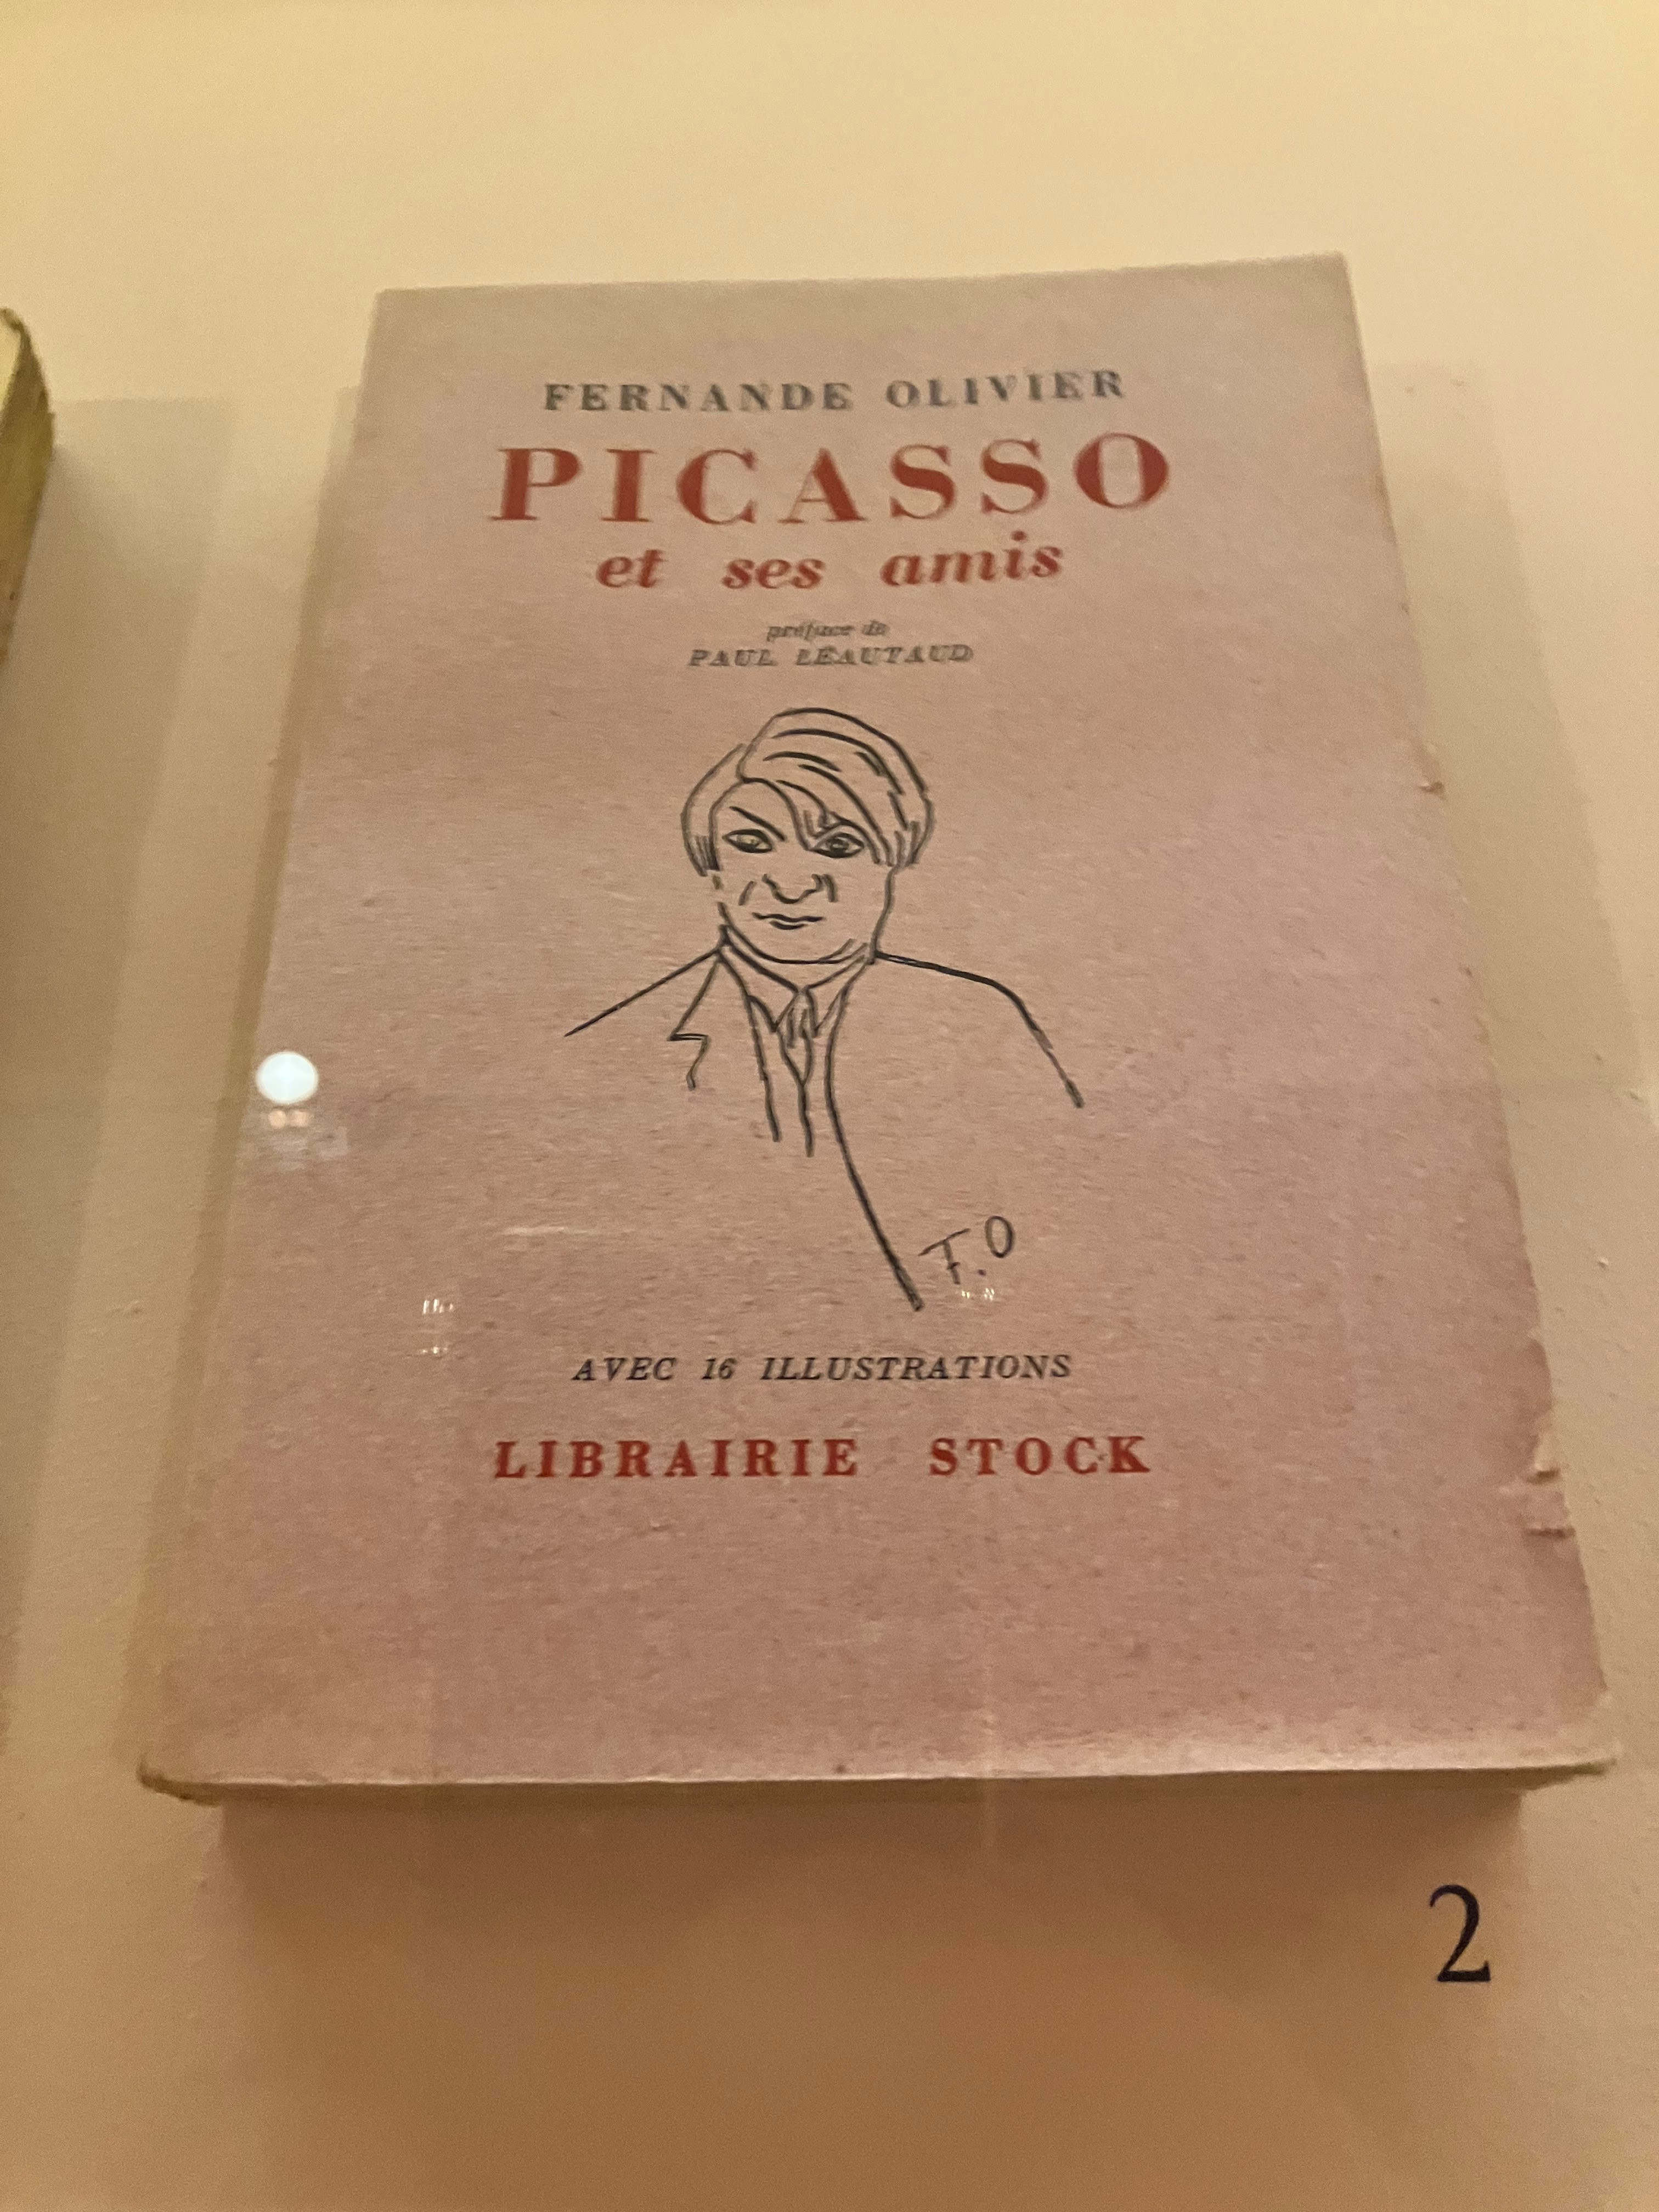 FERNANDE OLIVIER
PICASSO
et ses amis
préface de
PAUL LÉAUTAUD
F.O
AVEC 16 ILLUSTRATIONS
LIBRAIRIE STOCK
2